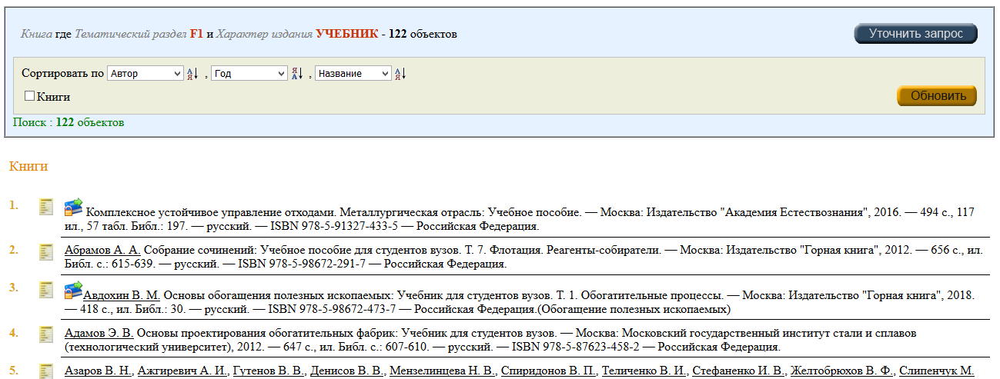 Книга где Тематический раздел F1 и Характер издания УЧЕБНИК - 122 объектов
Уточнить запрос
Сортировать по Автор АЯ , Год ЯА , Название АЯ
Книги
Обновить
Поиск : 122 объектов
Книги
1. Комплексное устойчивое управление отходами. Металлургическая отрасль: Учебное пособие. — Москва: Издательство "Академия Естествознания", 2016. — 494 с., 117
ил., 57 табл. Библ.: 197. — русский. — ISBN 978-5-91327-433-5 — Российская Федерация.
2. Абрамов А. А. Собрание сочинений: Учебное пособие для студентов вузов. Т. 7. Флотация. Реагенты-собиратели. — Москва: Издательство "Горная книга", 2012. — 656 с., ил.
Библ. с.: 615-639. — русский. — ISBN 978-5-98672-291-7 — Российская Федерация.
3. Авдохин В. М. Основы обогащения полезных ископаемых: Учебник для студентов вузов. Т. 1. Обогатительные процессы. — Москва: Издательство "Горная книга", 2018.
— 418 с., ил. Библ.: 30. — русский. — ISBN 978-5-98672-473-7 — Российская Федерация.(Обогащение полезных ископаемых)
4. Адамов Э. В. Основы проектирования обогатительных фабрик: Учебник для студентов вузов. — Москва: Московский государственный институт стали и сплавов
(технологический университет), 2012. — 647 с., ил. Библ. с.: 607-610. — русский. — ISBN 978-5-87623-458-2 — Российская Федерация.
5. Азаров В. Н., Ажгиревич А. И., Гутенов В. В., Денисов В. В., Мензелинцева Н. В., Спиридонов В. П., Теличенко В. И., Стефаненко И. В., Желтобрюхов В. Ф., Слипенчук М.